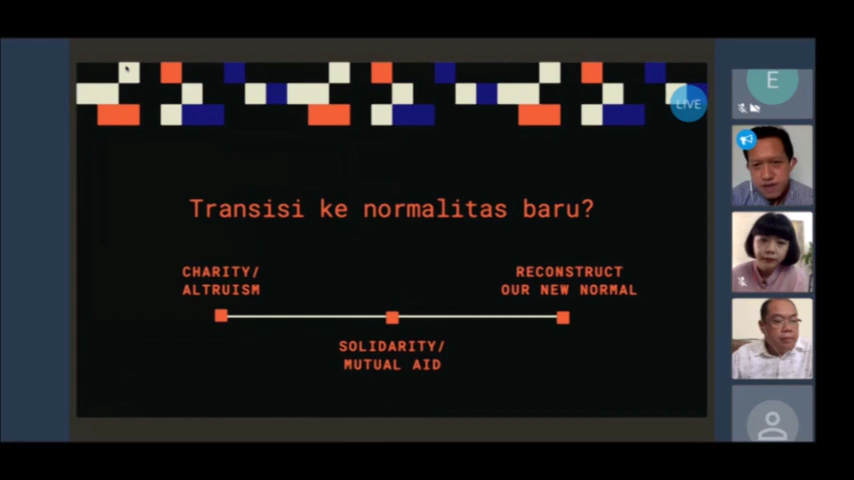 LIVE
E
Transisi ke normalitas baru?
CHARITY/
ALTRUISM
RECONSTRUCT
OUR NEW NORMAL
SOLIDARITY/
MUTUAL AID